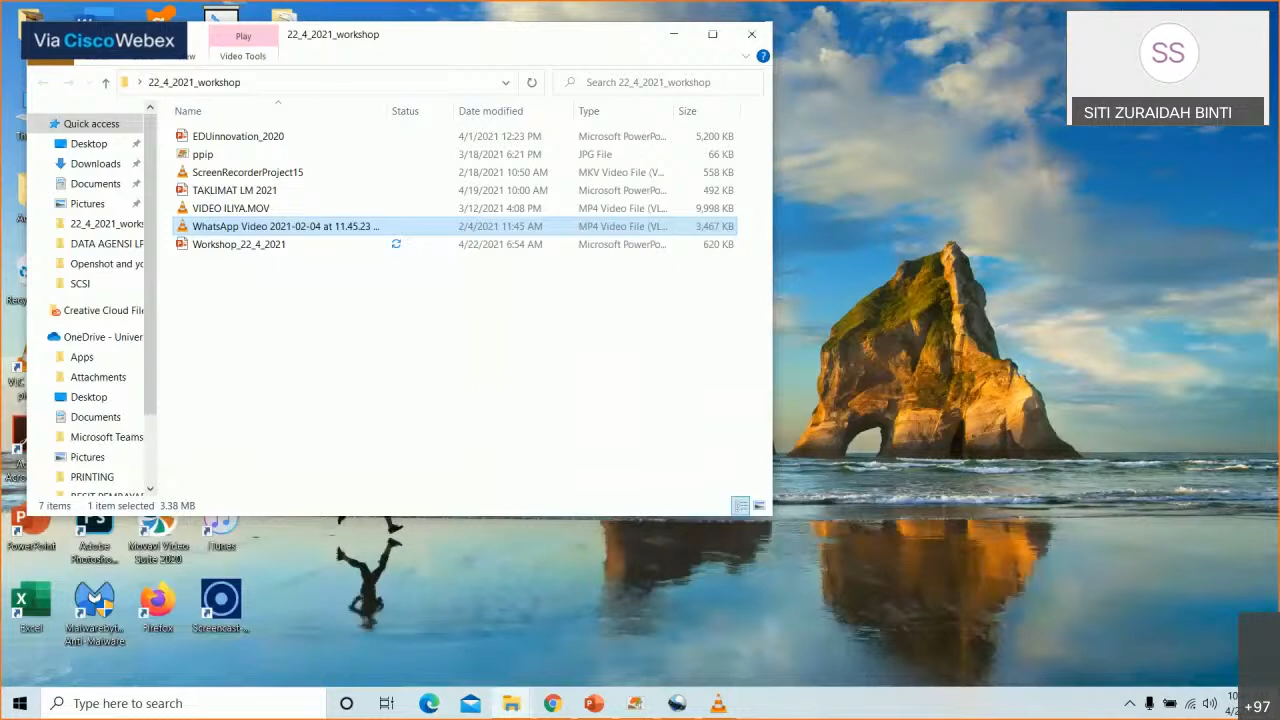 Via CiscoWebex
Play
22_4_2021_workshop
Video Tools
22_4_2021_workshop
Search 22_4_2021_workshop
Name Status Date modified Type Size
EDUinnovation_2020 4/1/2021 12:23 PM Microsoft PowerPo... 5,200 KB
ppip 3/18/2021 6:21 PM JPG File 66 KB
ScreenRecorderProject15 2/18/2021 10:50 AM MKV Video File (V... 558 KB
TAKLIMAT LM 2021 4/19/2021 10:00 AM Microsoft PowerPo... 492 KB
VIDEO ILIYA.MOV 3/12/2021 4:08 PM MP4 Video File (VL... 9,998 KB
WhatsApp Video 2021-02-04 at 11.45.23 ... 2/4/2021 11:45 AM MP4 Video File (VL... 3,467 KB
Workshop_22_4_2021 4/22/2021 6:54 AM Microsoft PowerPo... 620 KB
Quick access
Desktop
Downloads
Documents
Pictures
22_4_2021_works
DATA AGENSI LP
Openshot and yo
SCSI
Creative Cloud File
OneDrive - Univer
Apps
Attachments
Desktop
Documents
Microsoft Teams
Pictures
PRINTING
7 items 1 item selected 3.38 MB
SS
SITI ZURAIDAH BINTI
PowerPoint
Adobe Photosho...
Movavi Video Suite 2020
iTunes
Excel
Malwareby... Anti-Malware
Firefox
Screencast-...
Type here to search
+97